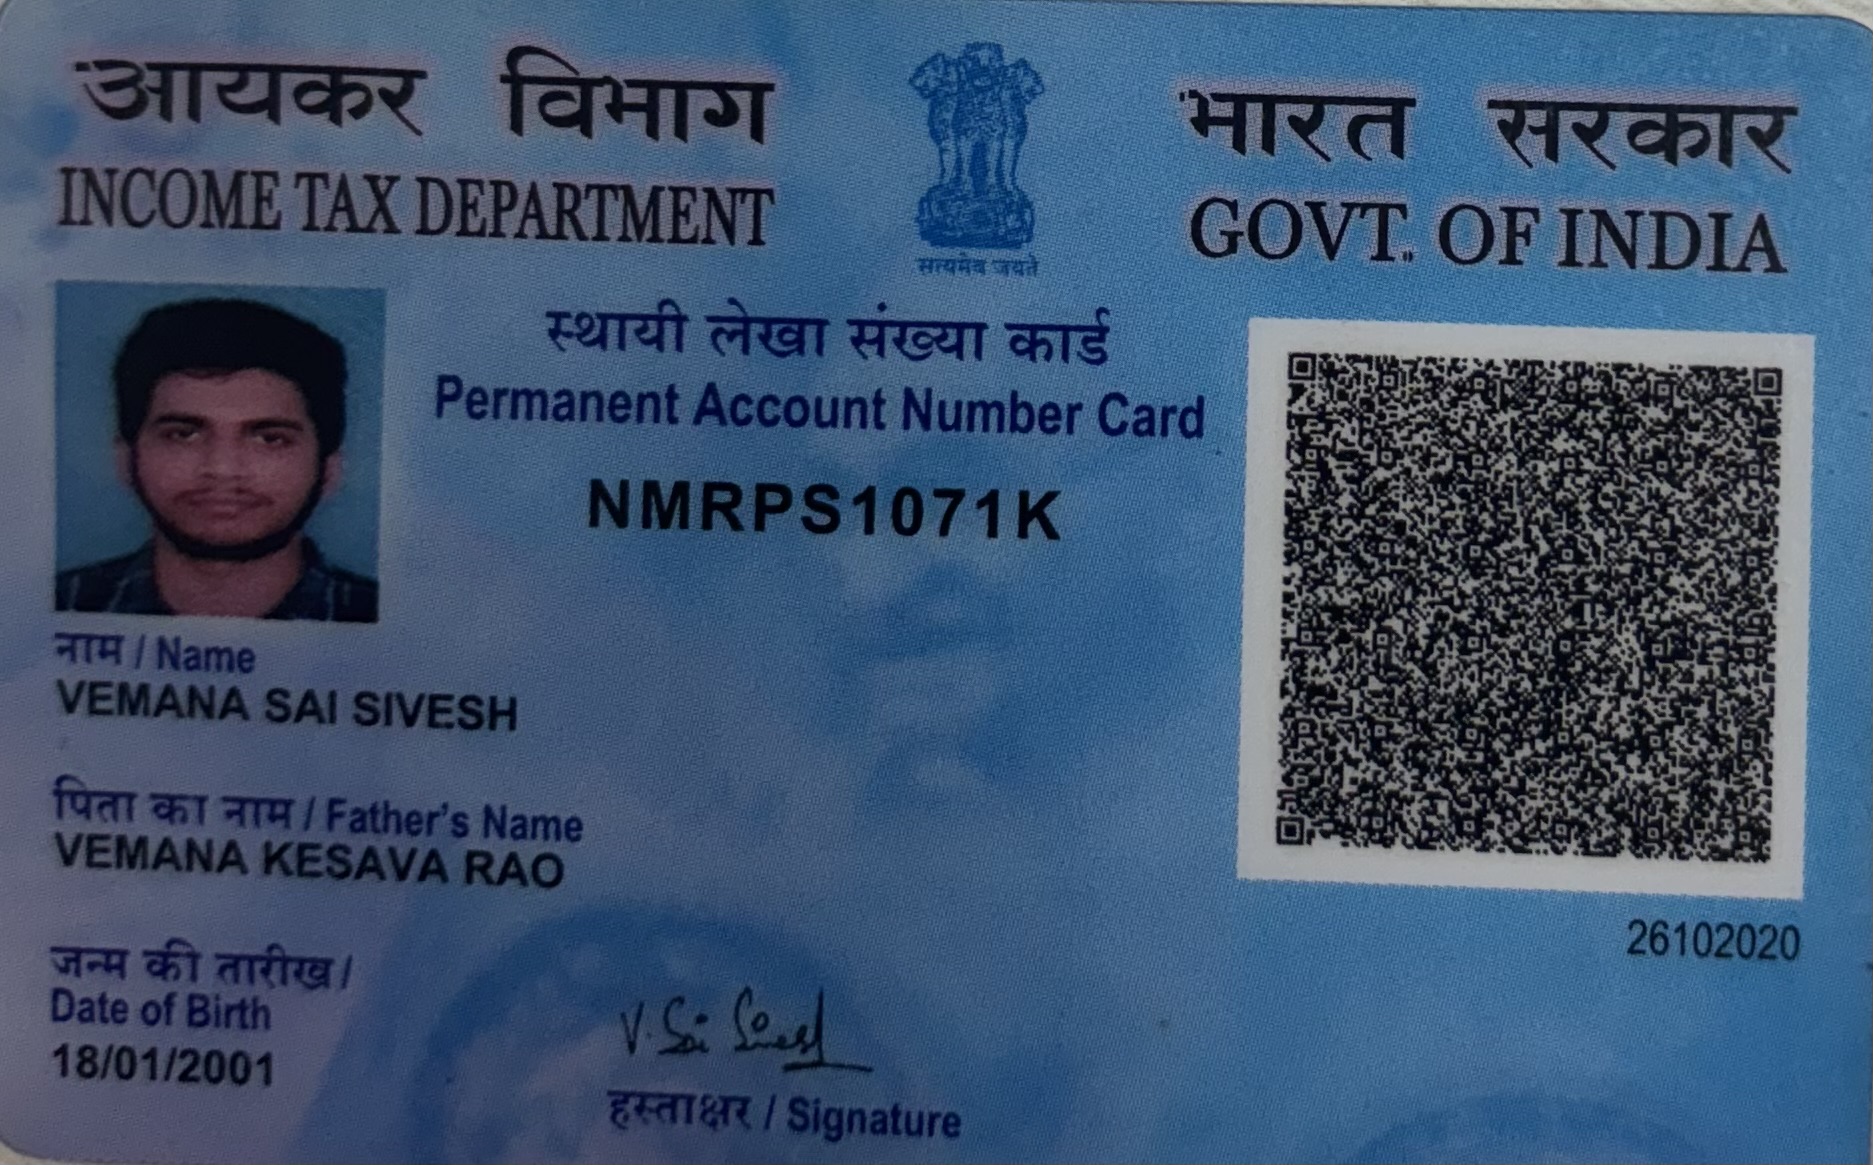 आयकर विभाग
INCOME TAX DEPARTMENT
सत्यमेव जयते
भारत सरकार
GOVT. OF INDIA
स्थायी लेखा संख्या कार्ड
Permanent Account Number Card
NMRPS1071K
नाम / Name
VEMANA SAI SIVESH
पिता का नाम / Father's Name
VEMANA KESAVA RAO
26102020
जन्म की तारीख /
Date of Birth
18/01/2001
V. Sai Sivesh
हस्ताक्षर / Signature